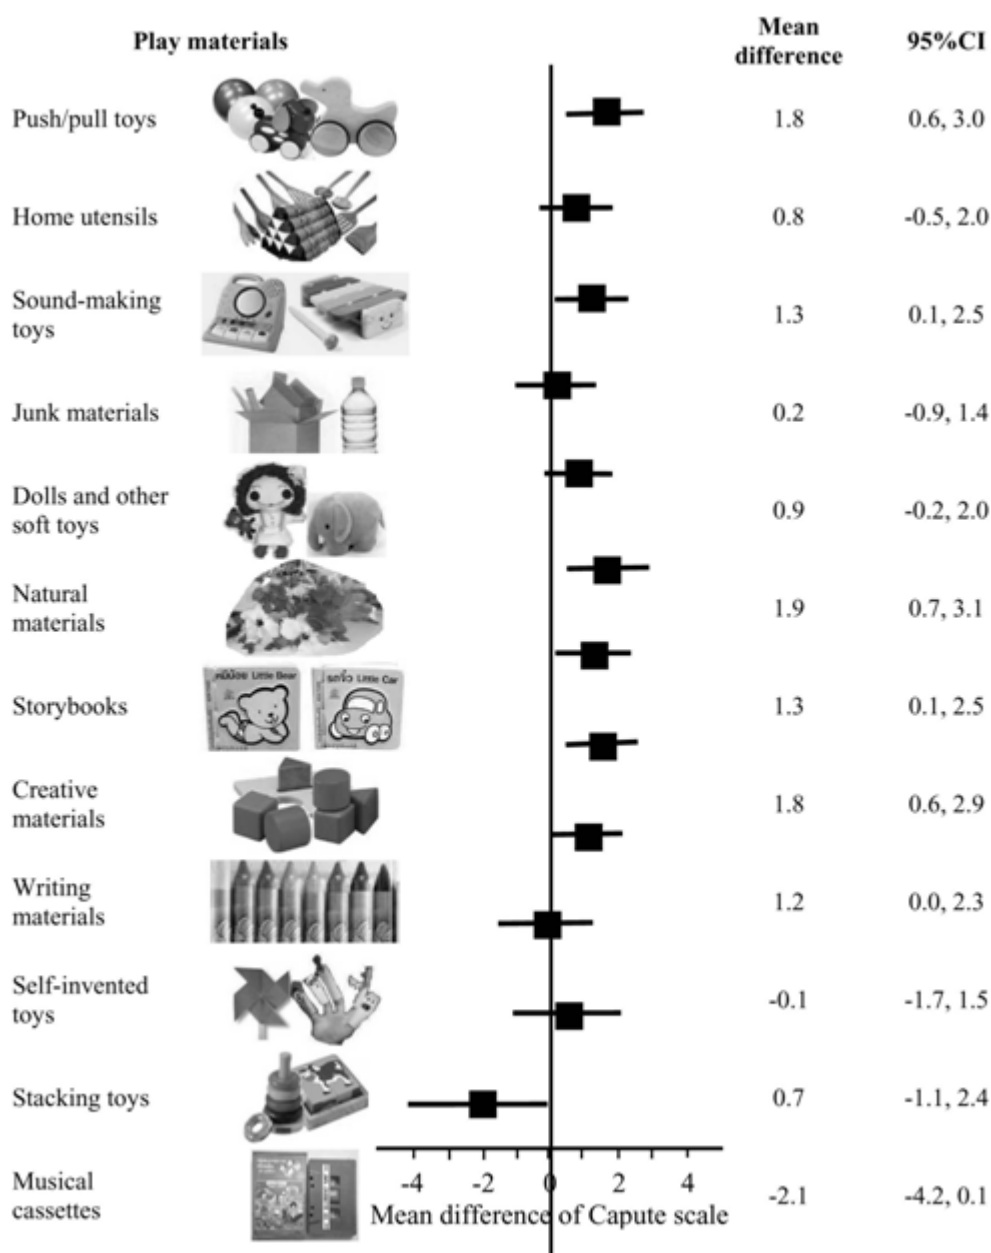 Play materials
Mean
difference
95%CI
Push/pull toys
1.8
0.6, 3.0
Home utensils
0.8
-0.5, 2.0
Sound-making
toys
1.3
0.1, 2.5
Junk materials
0.2
-0.9, 1.4
Dolls and other
soft toys
0.9
-0.2, 2.0
Natural
materials
1.9
0.7, 3.1
Little Bear
Little Car
Storybooks
1.3
0.1, 2.5
Creative
materials
1.8
0.6, 2.9
Writing
materials
1.2
0.0, 2.3
Self-invented
toys
-0.1
-1.7, 1.5
Stacking toys
0.7
-1.1, 2.4
Musical
cassettes
-2.1
-4.2, 0.1
-4 -2 0 2 4
Mean difference of Capute scale